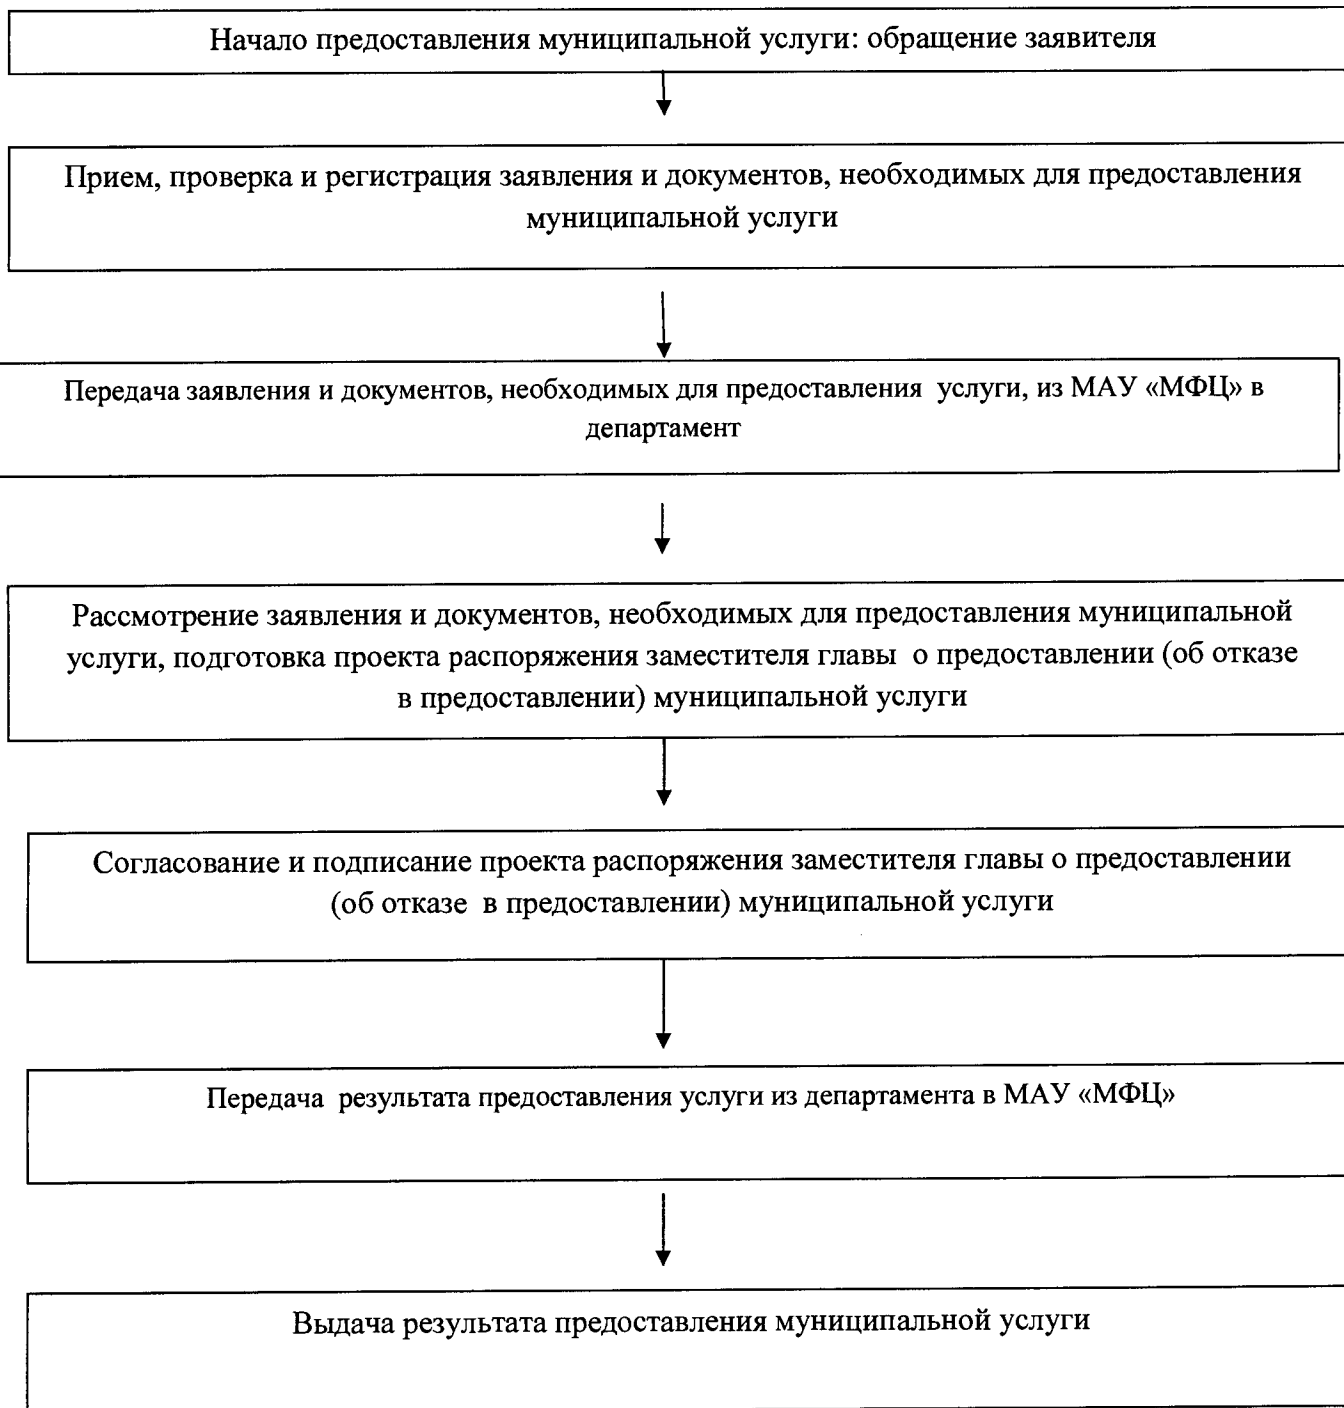 Начало предоставления муниципальной услуги: обращение заявителя
Прием, проверка и регистрация заявления и документов, необходимых для предоставления
муниципальной услуги
Передача заявления и документов, необходимых для предоставления услуги, из МАУ «МФЦ» в
департамент
Рассмотрение заявления и документов, необходимых для предоставления муниципальной
услуги, подготовка проекта распоряжения заместителя главы о предоставлении (об отказе
в предоставлении) муниципальной услуги
Согласование и подписание проекта распоряжения заместителя главы о предоставлении
(об отказе в предоставлении) муниципальной услуги
Передача результата предоставления услуги из департамента в МАУ «МФЦ»
Выдача результата предоставления муниципальной услуги